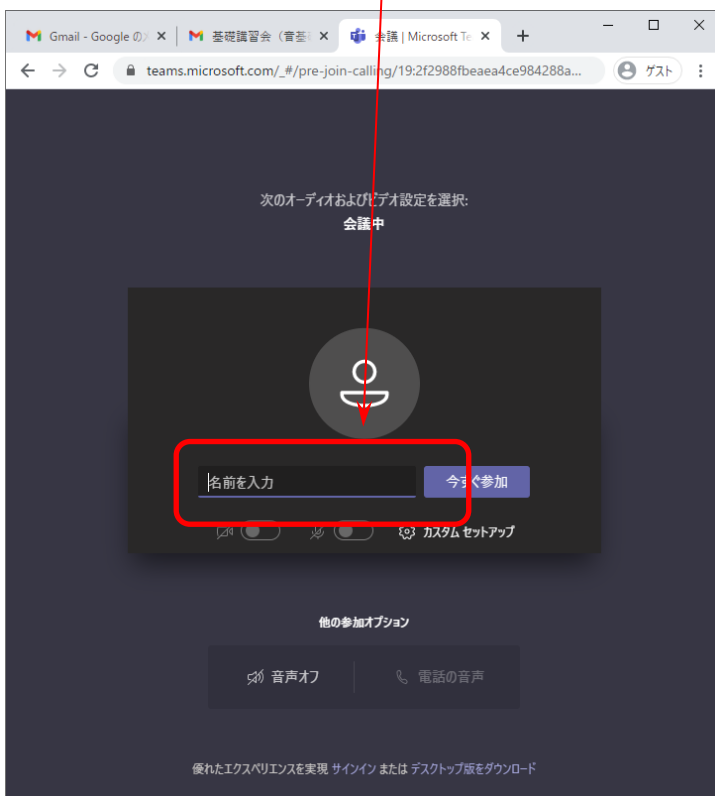 Gmail - Google の
基礎講習会（音基
会議 | Microsoft Te
teams.microsoft.com/_#/pre-join-calling/19:2f2988fbeaea4ce984288a...
ゲスト
次のオーディオおよびビデオ設定を選択:
会議中
名前を入力
今すぐ参加
カスタム セットアップ
他の参加オプション
音声オフ
電話の音声
優れたエクスペリエンスを実現 サインイン または デスクトップ版をダウンロード